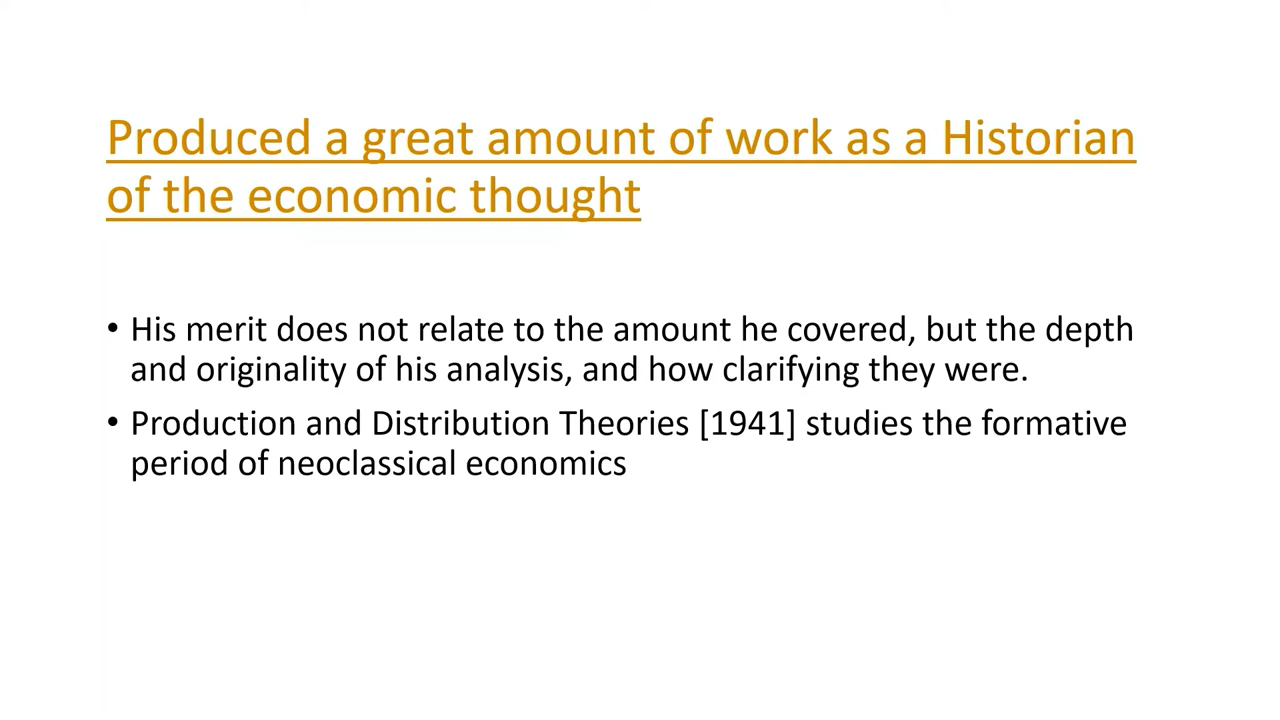 Produced a great amount of work as a Historian
of the economic thought
• His merit does not relate to the amount he covered, but the depth
and originality of his analysis, and how clarifying they were.
• Production and Distribution Theories [1941] studies the formative
period of neoclassical economics